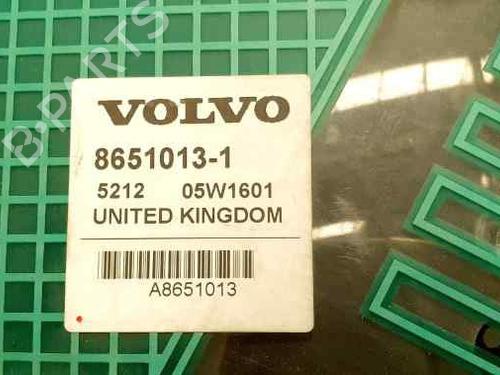 B-PARTS
VOLVO
8651013-1
5212 05W1601
UNITED KINGDOM
A8651013